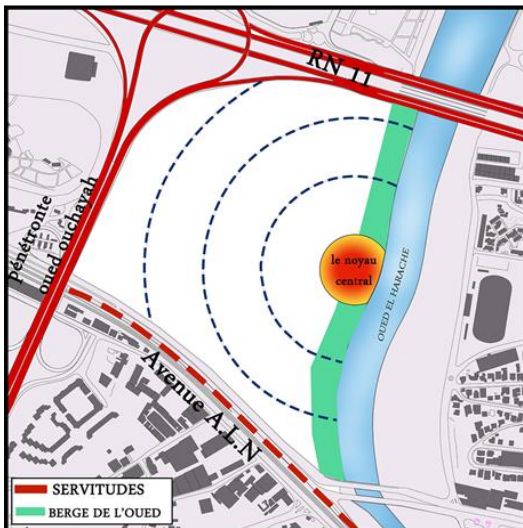 RN 11
Pénétronte
oued ouchayah
le noyau
central
OUED EL HARACHE
Avenue A.L.N
SERVITUDES
BERGE DE L'OUED